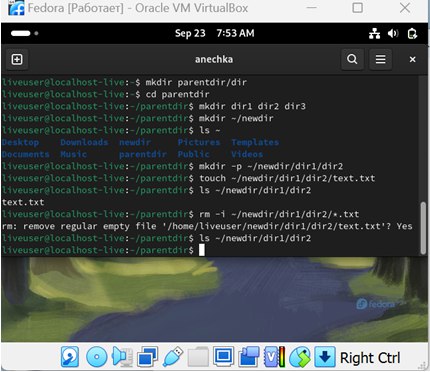 Fedora [Работает] - Oracle VM VirtualBox
Sep 23 7:53 AM
anechka
liveuser@localhost-live:~$ mkdir parentdir/dir
liveuser@localhost-live:~$ cd parentdir
liveuser@localhost-live:~/parentdir$ mkdir dir1 dir2 dir3
liveuser@localhost-live:~/parentdir$ mkdir ~/newdir
liveuser@localhost-live:~/parentdir$ ls ~
Desktop Downloads newdir Pictures Templates
Documents Music parentdir Public Videos
liveuser@localhost-live:~/parentdir$ mkdir -p ~/newdir/dir1/dir2
liveuser@localhost-live:~/parentdir$ touch ~/newdir/dir1/dir2/text.txt
liveuser@localhost-live:~/parentdir$ ls ~/newdir/dir1/dir2
text.txt
liveuser@localhost-live:~/parentdir$ rm -i ~/newdir/dir1/dir2/*.txt
rm: remove regular empty file '/home/liveuser/newdir/dir1/dir2/text.txt'? Yes
liveuser@localhost-live:~/parentdir$ ls ~/newdir/dir1/dir2
liveuser@localhost-live:~/parentdir$
fedora
Right Ctrl